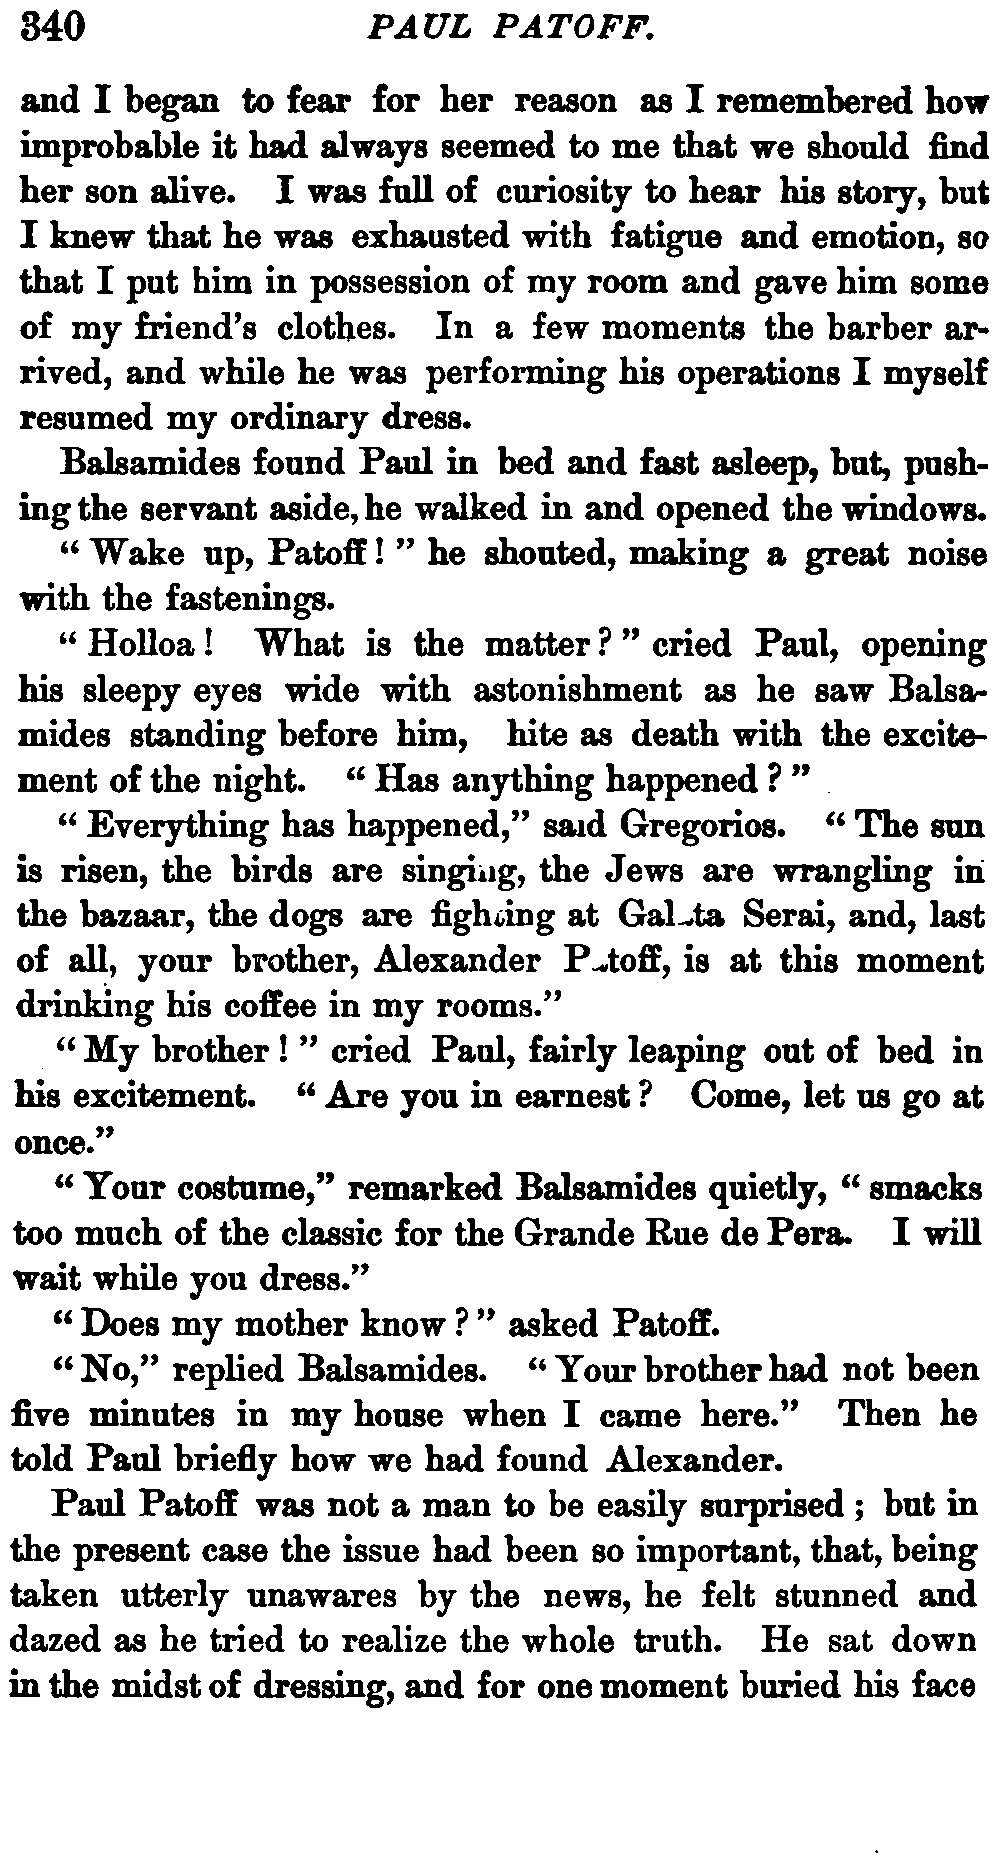 340 PAUL PATOFF.
and I began to fear for her reason as I remembered how
improbable it had always seemed to me that we should find
her son alive. I was full of curiosity to hear his story, but
I knew that he was exhausted with fatigue and emotion, so
that I put him in possession of my room and gave him some
of my friend's clothes. In a few moments the barber ar-
rived, and while he was performing his operations I myself
resumed my ordinary dress.
Balsamides found Paul in bed and fast asleep, but, push-
ing the servant aside, he walked in and opened the windows.
“ Wake up, Patoff ! ” he shouted, making a great noise
with the fastenings.
“ Holloa ! What is the matter ? ” cried Paul, opening
his sleepy eyes wide with astonishment as he saw Balsa-
mides standing before him, hite as death with the excite-
ment of the night. “ Has anything happened ? ”
“ Everything has happened,” said Gregorios. “ The sun
is risen, the birds are singing, the Jews are wrangling in
the bazaar, the dogs are fighting at Galata Serai, and, last
of all, your brother, Alexander Patoff, is at this moment
drinking his coffee in my rooms.”
“ My brother ! ” cried Paul, fairly leaping out of bed in
his excitement. “ Are you in earnest ? Come, let us go at
once.”
“ Your costume,” remarked Balsamides quietly, “ smacks
too much of the classic for the Grande Rue de Pera. I will
wait while you dress.”
“ Does my mother know ? ” asked Patoff.
“ No,” replied Balsamides. “ Your brother had not been
five minutes in my house when I came here.” Then he
told Paul briefly how we had found Alexander.
Paul Patoff was not a man to be easily surprised ; but in
the present case the issue had been so important, that, being
taken utterly unawares by the news, he felt stunned and
dazed as he tried to realize the whole truth. He sat down
in the midst of dressing, and for one moment buried his face